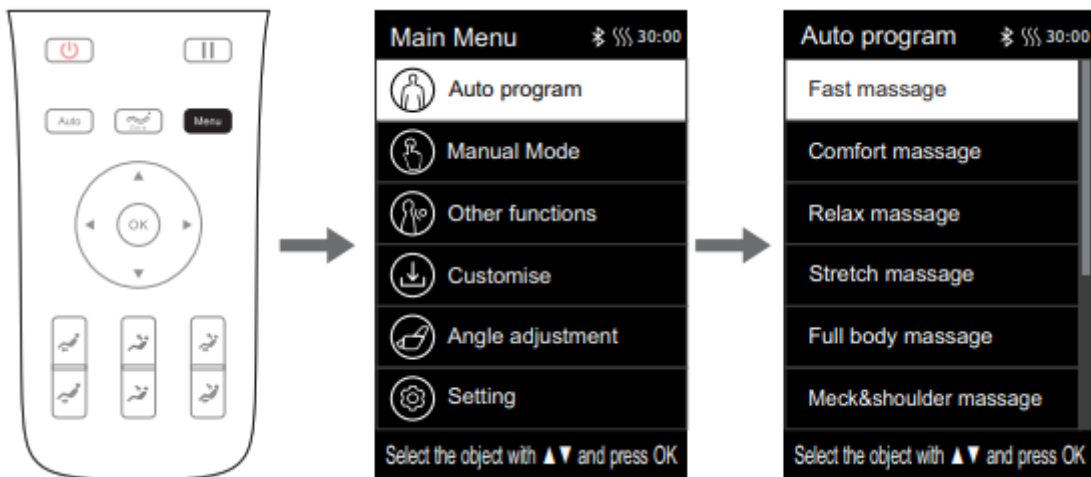 Auto
Zero
Menu
OK
Main Menu 30:00
Auto program
Manual Mode
Other functions
Customise
Angle adjustment
Setting
Select the object with ▲▼ and press OK
Auto program 30:00
Fast massage
Comfort massage
Relax massage
Stretch massage
Full body massage
Meck&shoulder massage
Select the object with ▲▼ and press OK